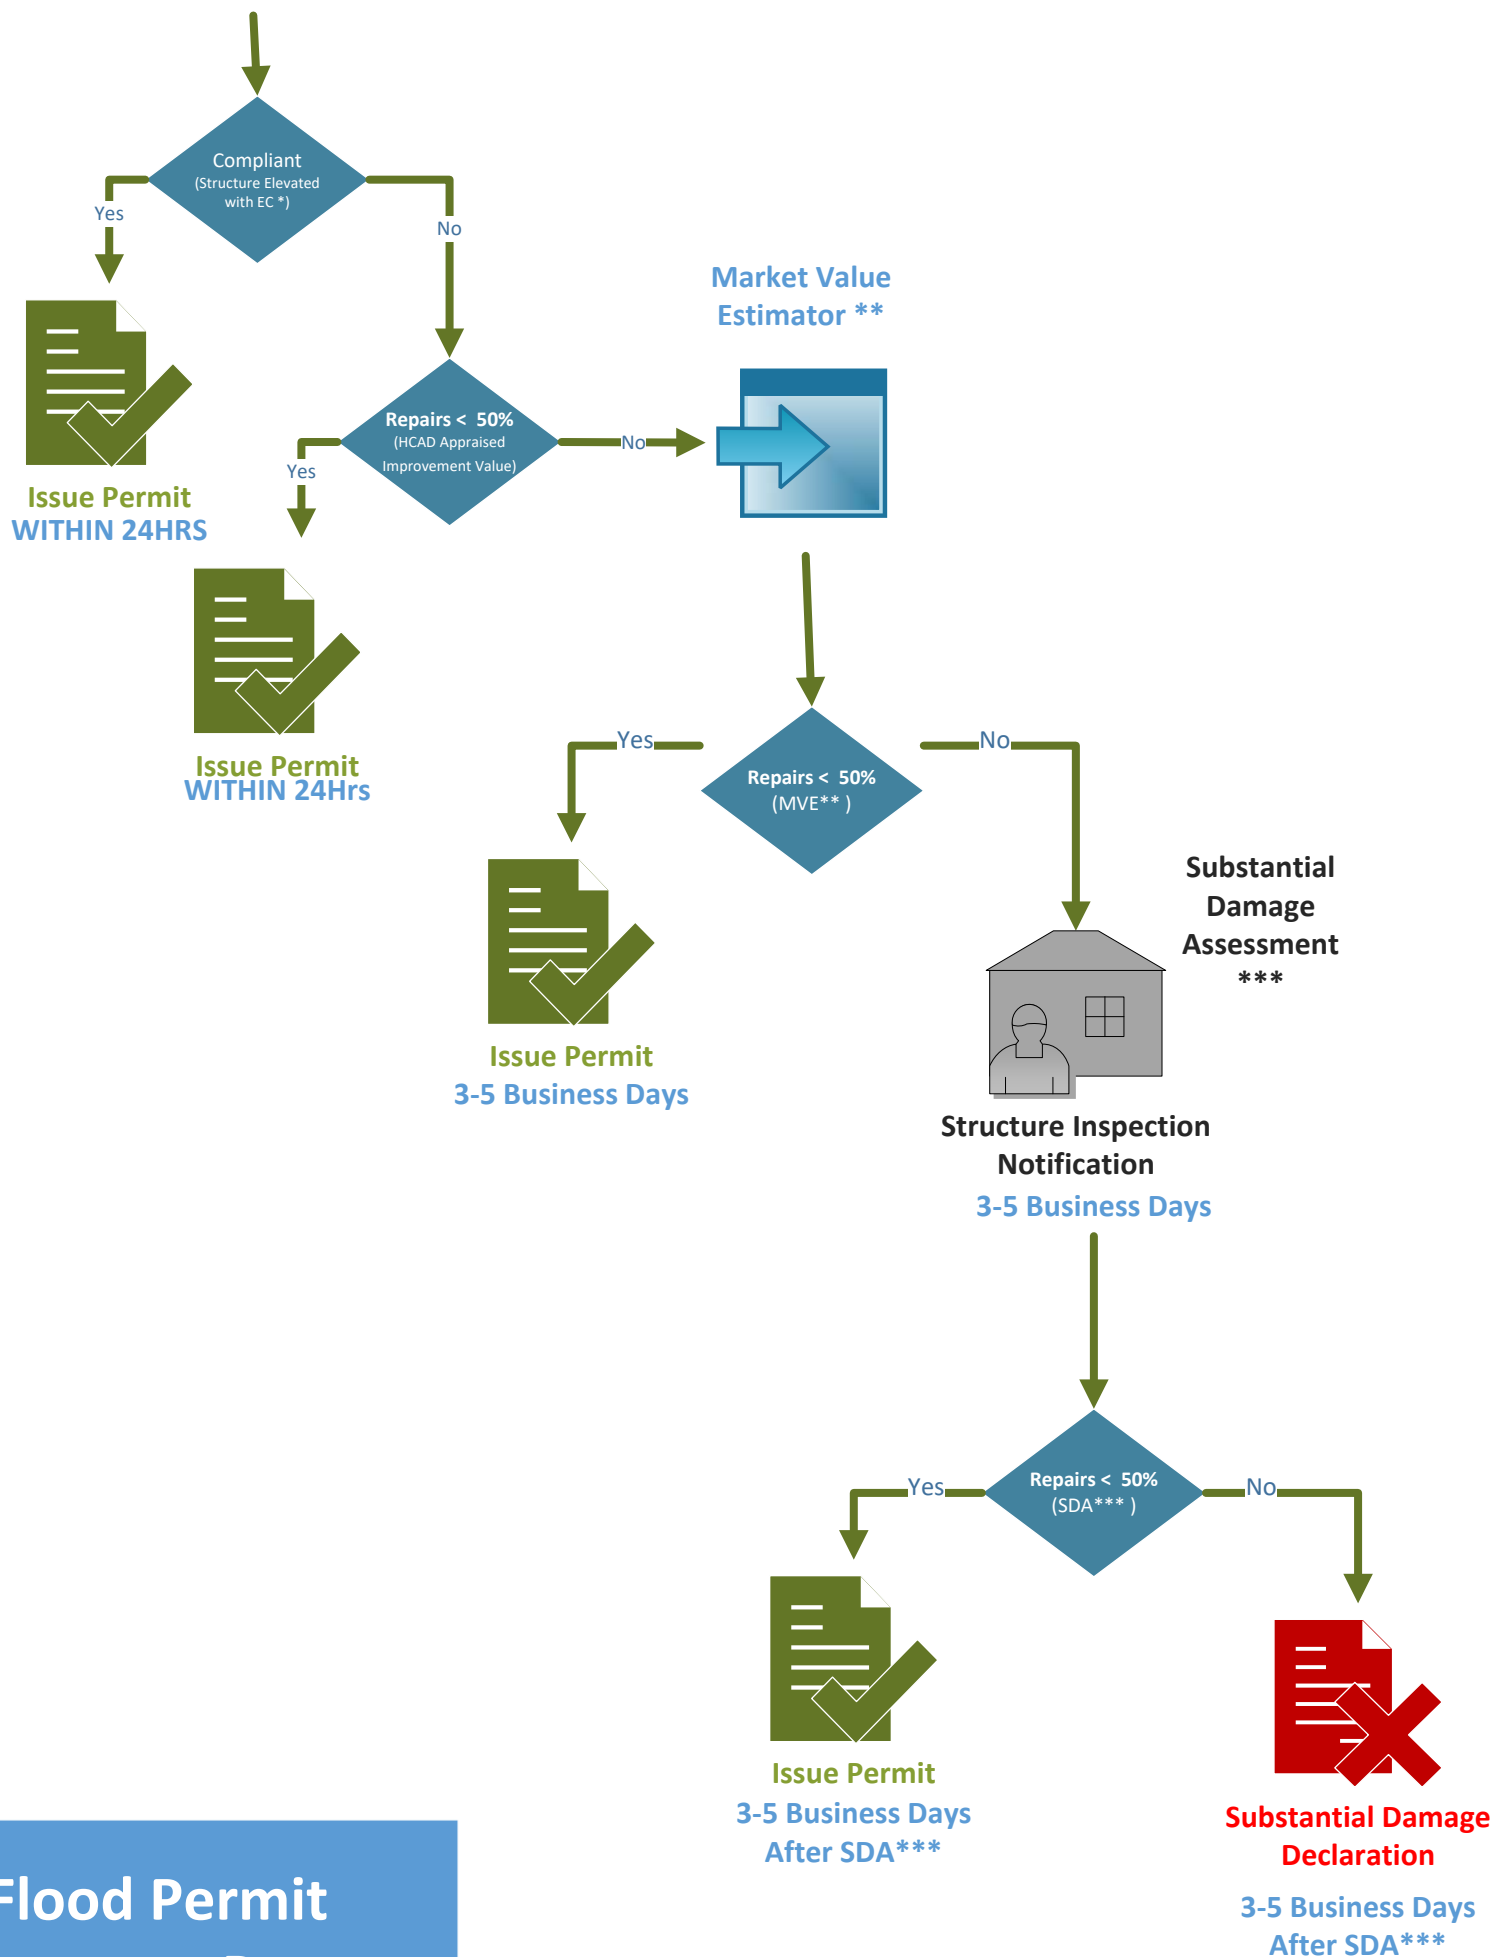 Compliant
(Structure Elevated
with EC *)
Yes
No
Market Value
Estimator **
Repairs < 50%
(HCAD Appraised
Improvement Value)
Yes
No
Issue Permit
WITHIN 24HRS
Issue Permit
WITHIN 24Hrs
Yes
No
Repairs < 50%
(MVE** )
Substantial
Damage
Assessment
***
Issue Permit
3-5 Business Days
Structure Inspection
Notification
3-5 Business Days
Repairs < 50%
(SDA*** )
Yes
No
Issue Permit
3-5 Business Days
After SDA***
Substantial Damage
Declaration
3-5 Business Days
After SDA***
Flood Permit